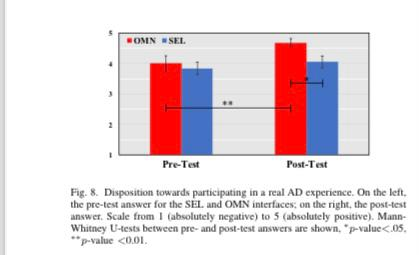 5
OMN SEL
4
**
*
3
2
1
Pre-Test Post-Test
Fig. 8. Disposition towards participating in a real AD experience. On the left,
the pre-test answer for the SEL and OMN interfaces; on the right, the post-test
answer. Scale from 1 (absolutely negative) to 5 (absolutely positive). Mann-
Whitney U-tests between pre- and post-test answers are shown, *p-value<.05,
**p-value <0.01.